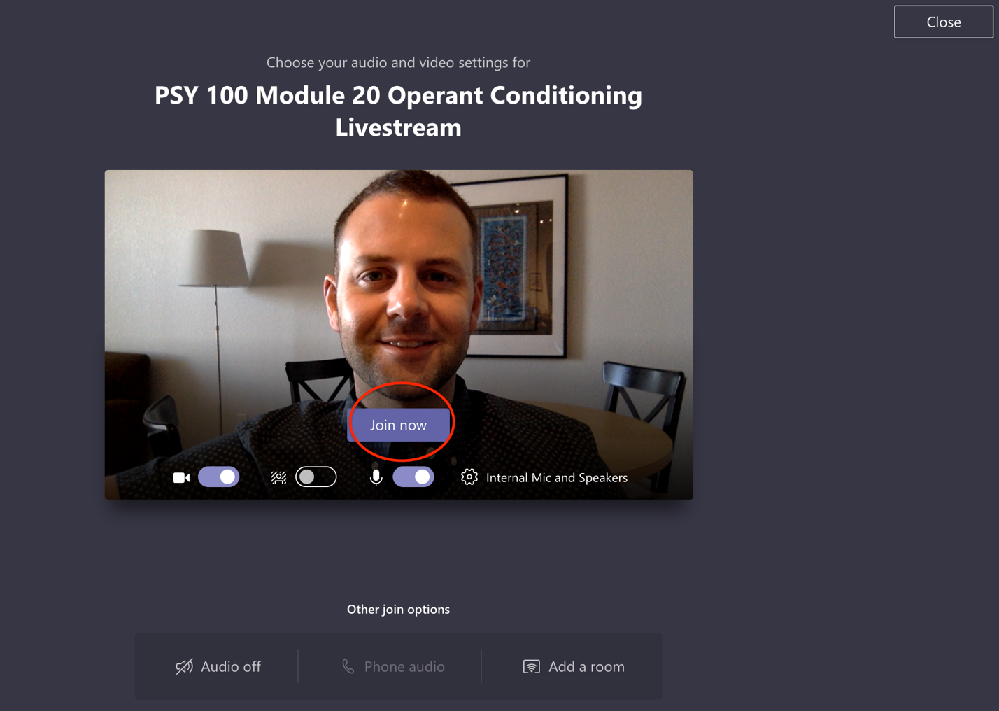 Close
Choose your audio and video settings for
PSY 100 Module 20 Operant Conditioning
Livestream
Join now
Internal Mic and Speakers
Other join options
Audio off
Phone audio
Add a room